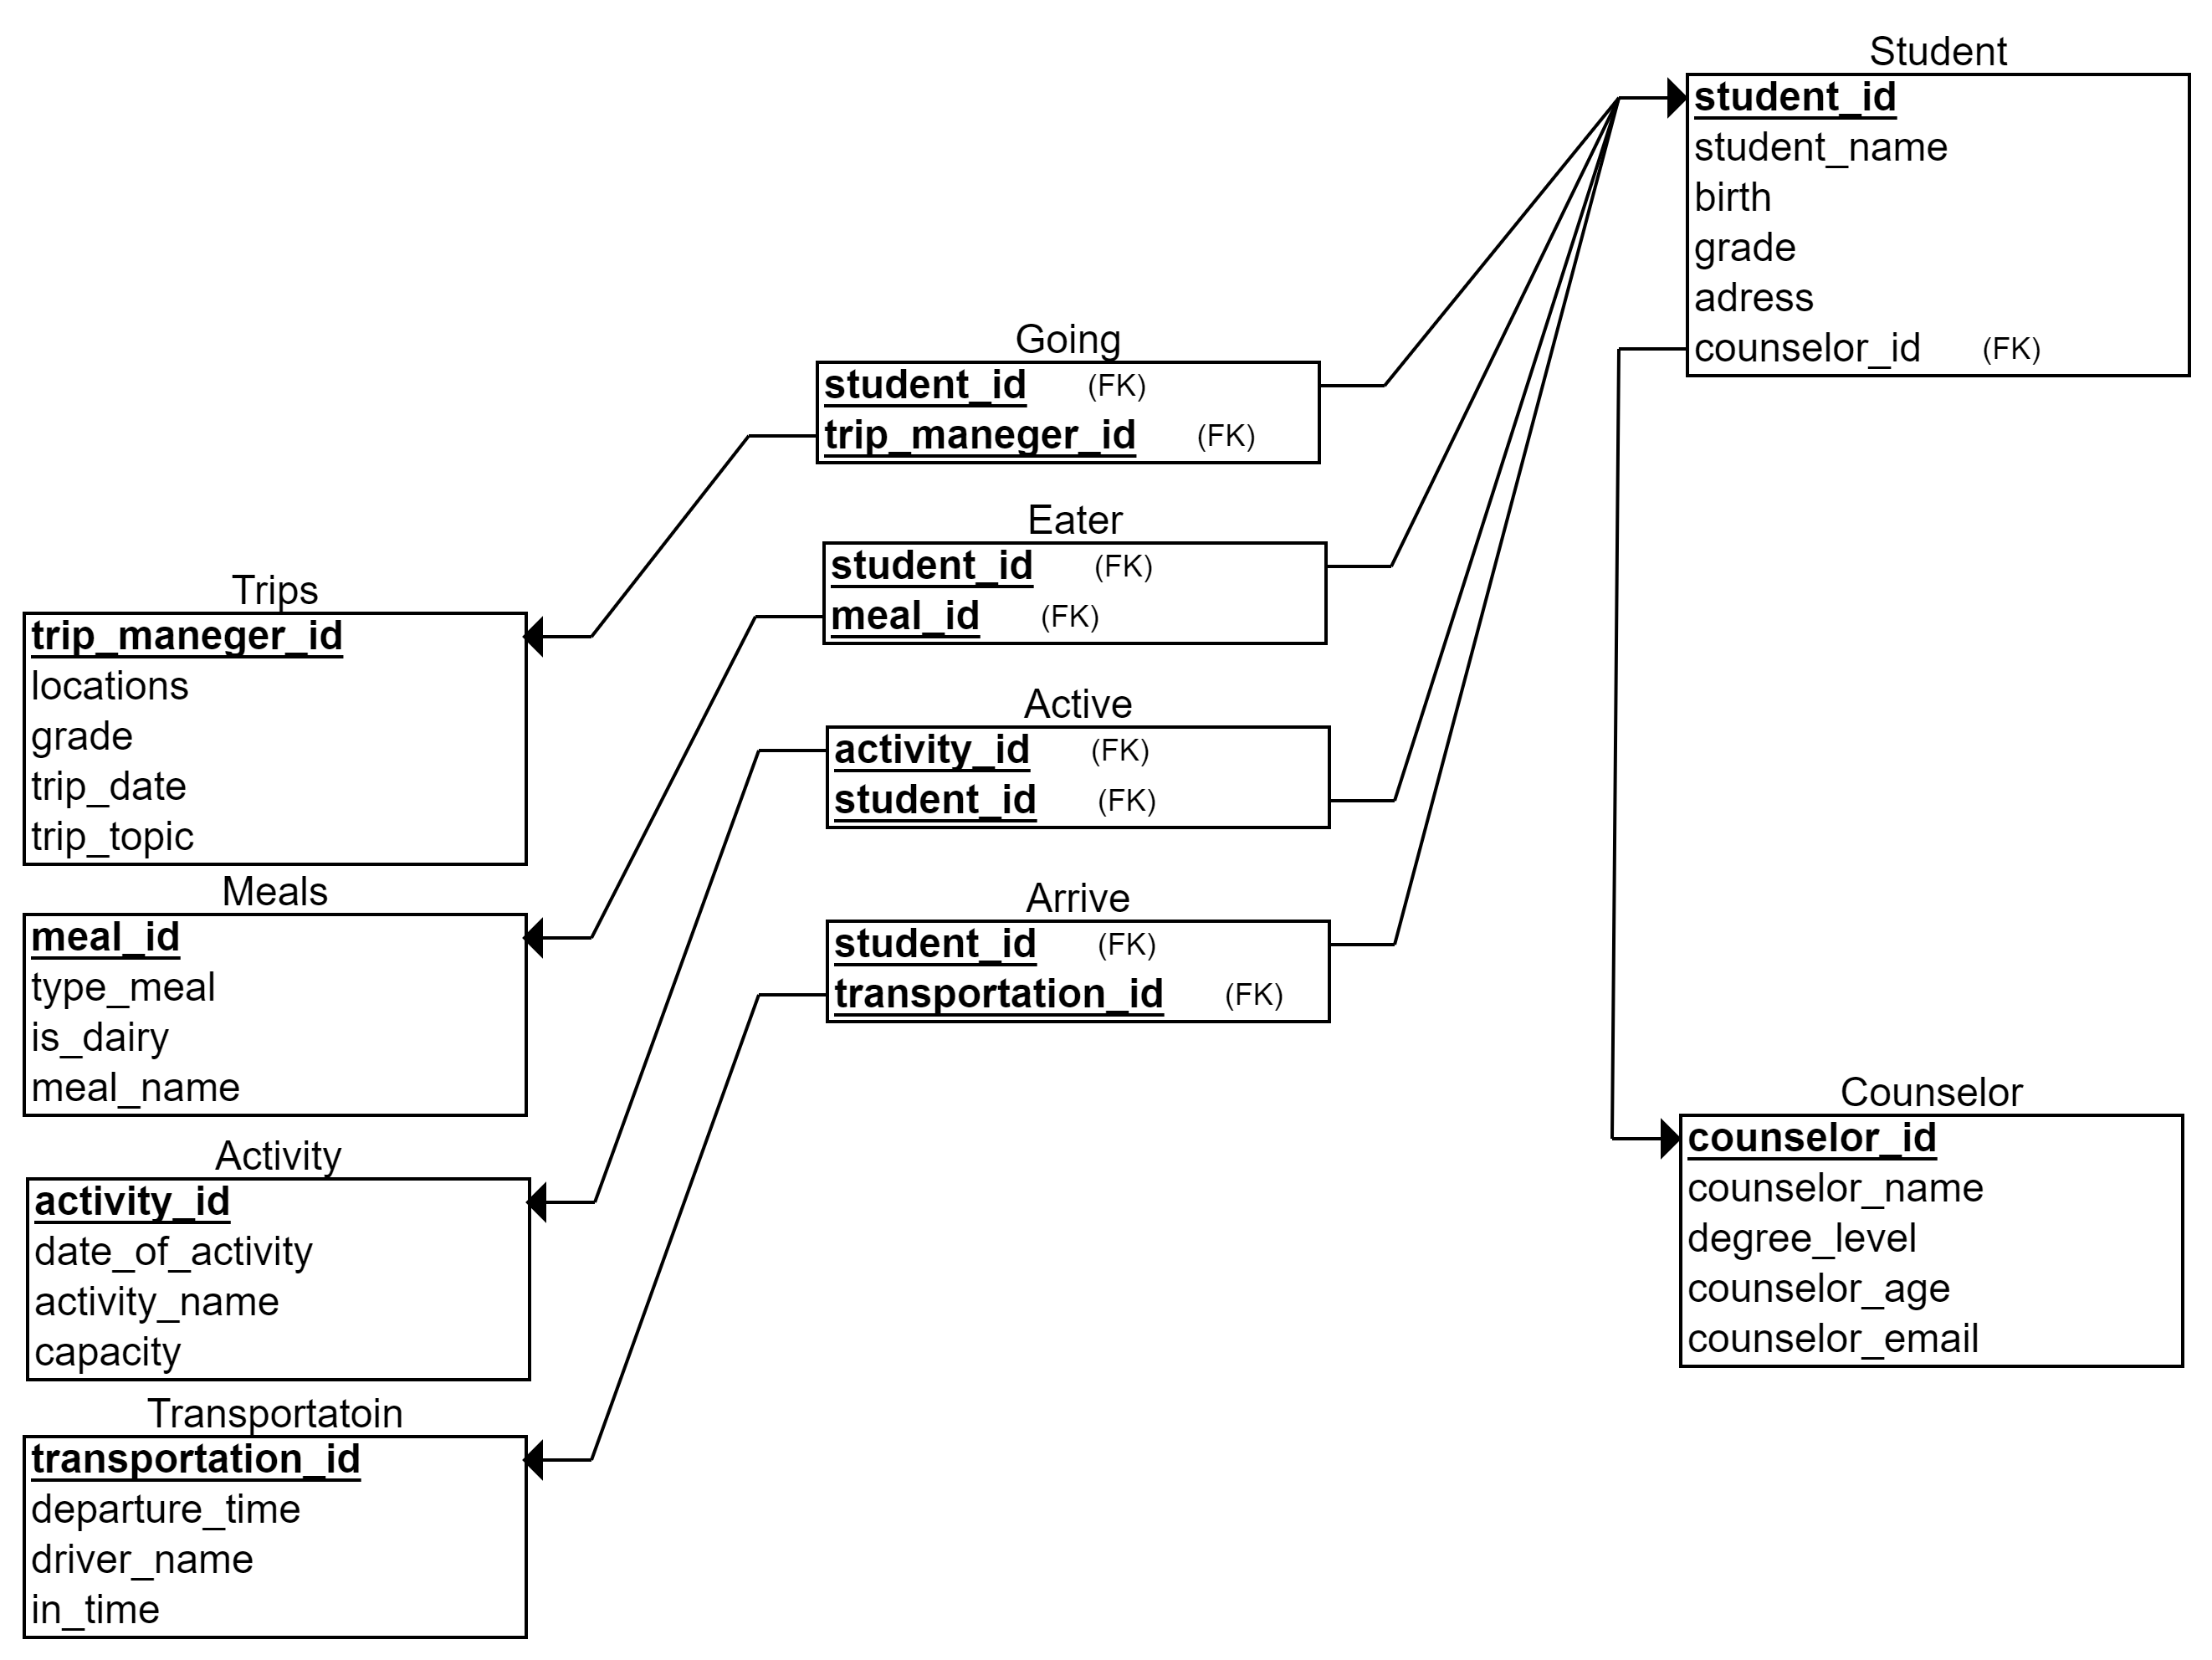 Student
student_id
student_name
birth
grade
adress
counselor_id (FK)
Going
student_id (FK)
trip_maneger_id (FK)
Eater
student_id (FK)
meal_id (FK)
Active
activity_id (FK)
student_id (FK)
Arrive
student_id (FK)
transportation_id (FK)
Trips
trip_maneger_id
locations
grade
trip_date
trip_topic
Meals
meal_id
type_meal
is_dairy
meal_name
Activity
activity_id
date_of_activity
activity_name
capacity
Transportatoin
transportation_id
departure_time
driver_name
in_time
Counselor
counselor_id
counselor_name
degree_level
counselor_age
counselor_email